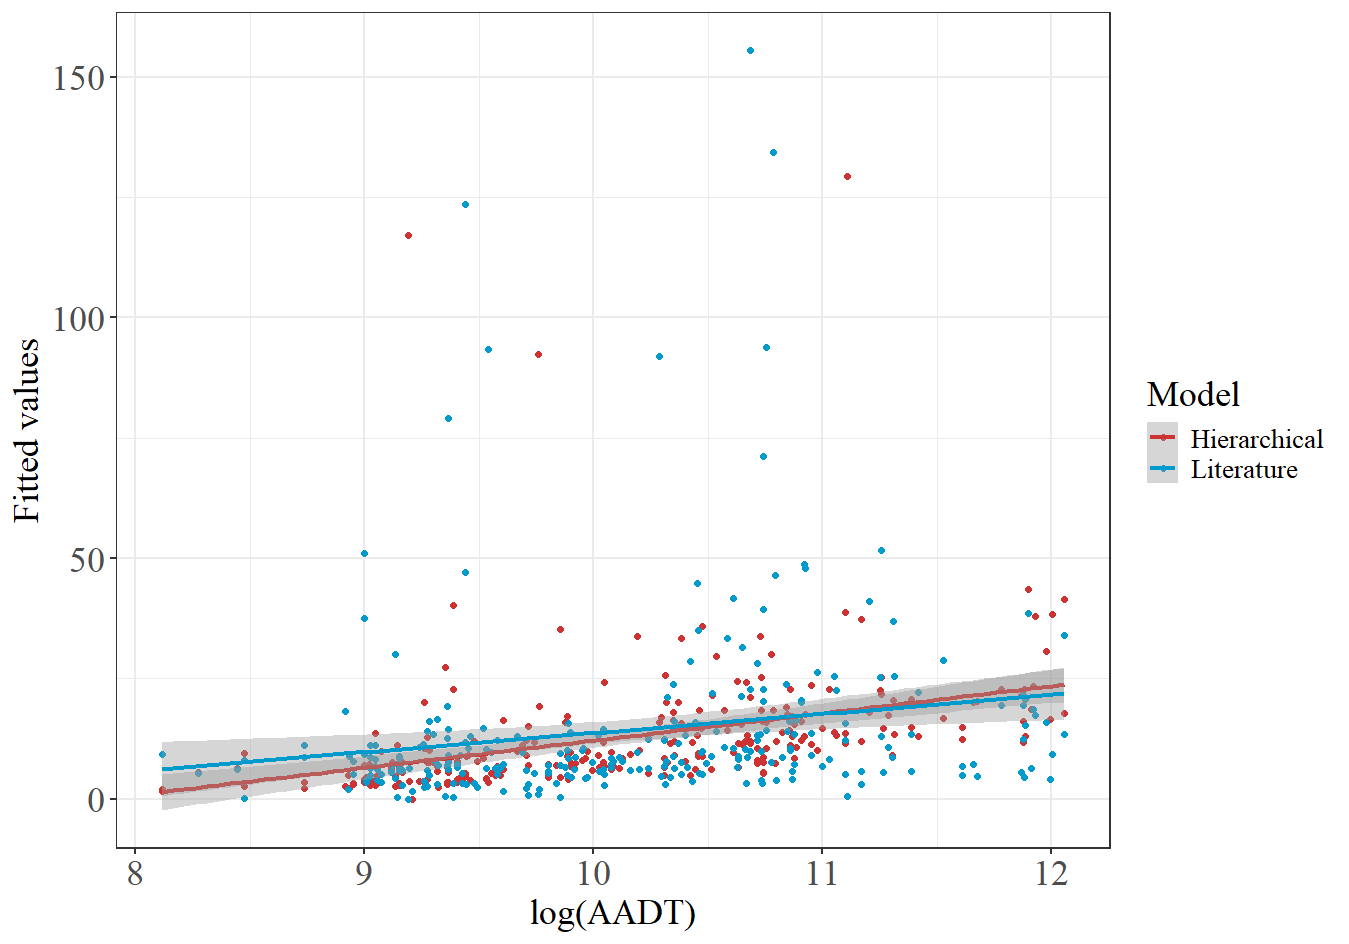 150
100
50
0
Fitted values
8 9 10 11 12
log(AADT)
Model
Hierarchical
Literature